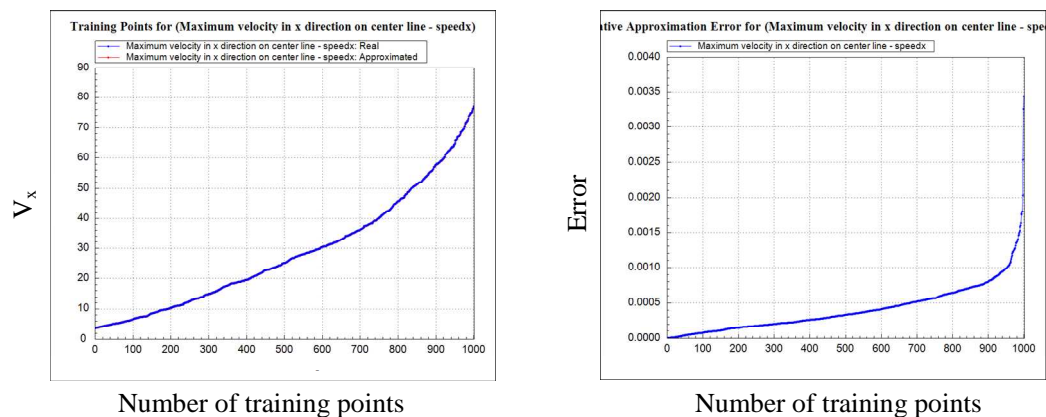 Training Points for (Maximum velocity in x direction on center line - speedx)
Maximum velocity in x direction on center line - speedx: Real
Maximum velocity in x direction on center line - speedx: Approximated
90
80
70
60
50
40
30
20
10
0
0 100 200 300 400 500 600 700 800 900 1000
Vx
Number of training points
ative Approximation Error for (Maximum velocity in x direction on center line - spe
Maximum velocity in x direction on center line - speedx
0.0040
0.0035
0.0030
0.0025
0.0020
0.0015
0.0010
0.0005
0.0000
0 100 200 300 400 500 600 700 800 900 1000
Error
Number of training points